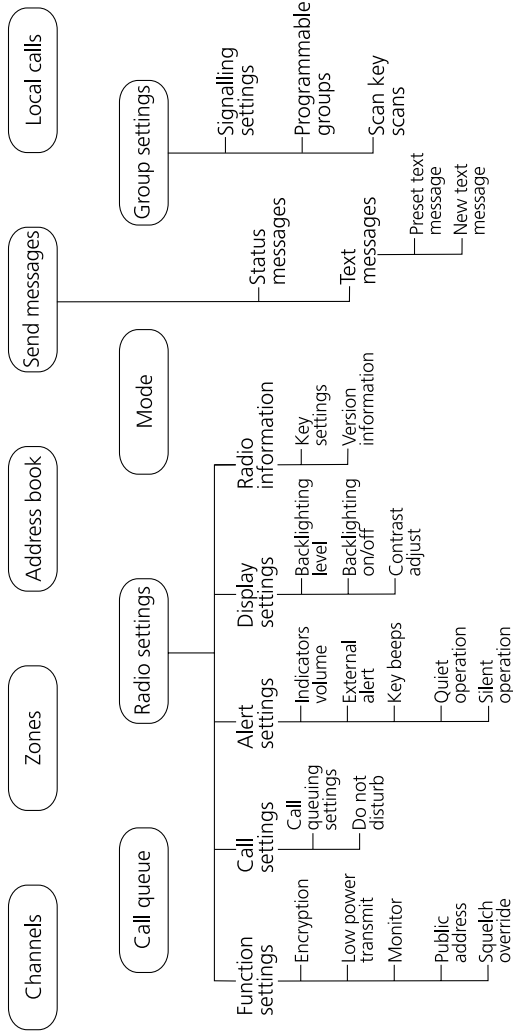 Channels
Zones
Address book
Send messages
Local calls
Call queue
Radio settings
Mode
Group settings
Function
settings
Encryption
Low power
transmit
Monitor
Public
address
Squelch
override
Call
settings
Call
queuing
settings
Do not
disturb
Alert
settings
Indicators
volume
External
alert
Key beeps
Quiet
operation
Silent
operation
Display
settings
Backlighting
level
Backlighting
on/off
Contrast
adjust
Radio
information
Key
settings
Version
information
Status
messages
Text
messages
Preset text
message
New text
message
Signalling
settings
Programmable
groups
Scan key
scans